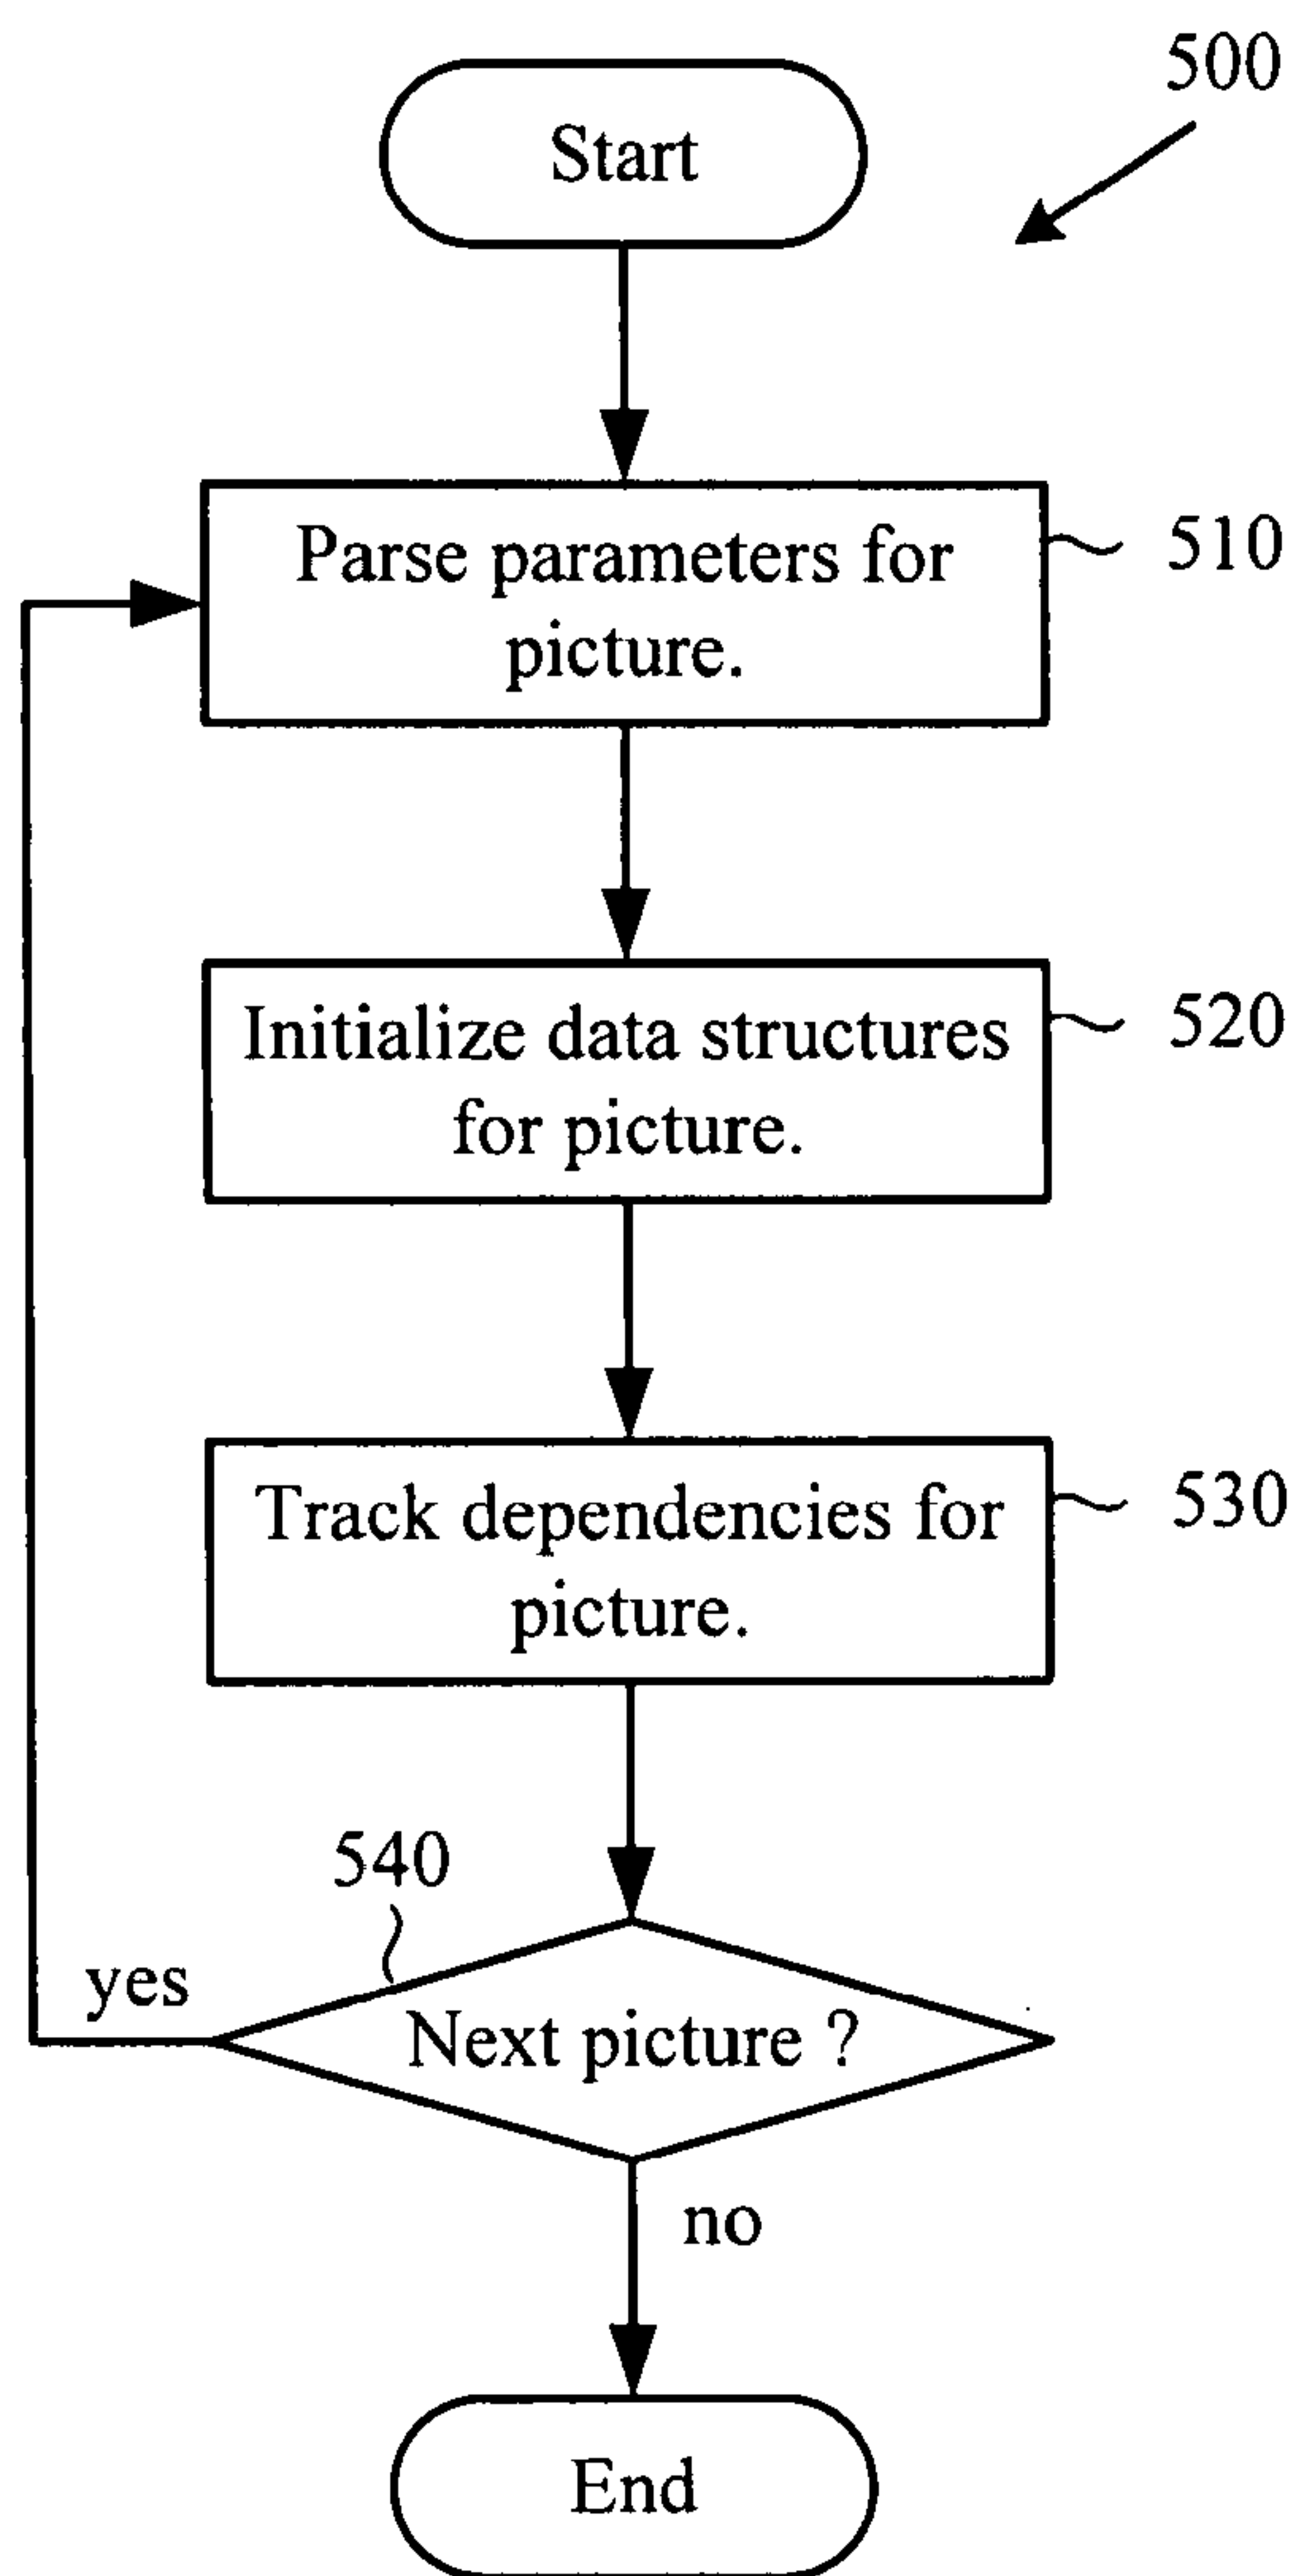 500
Start
Parse parameters for
picture.
510
Initialize data structures
for picture.
520
Track dependencies for
picture.
530
540
yes
Next picture ?
no
End